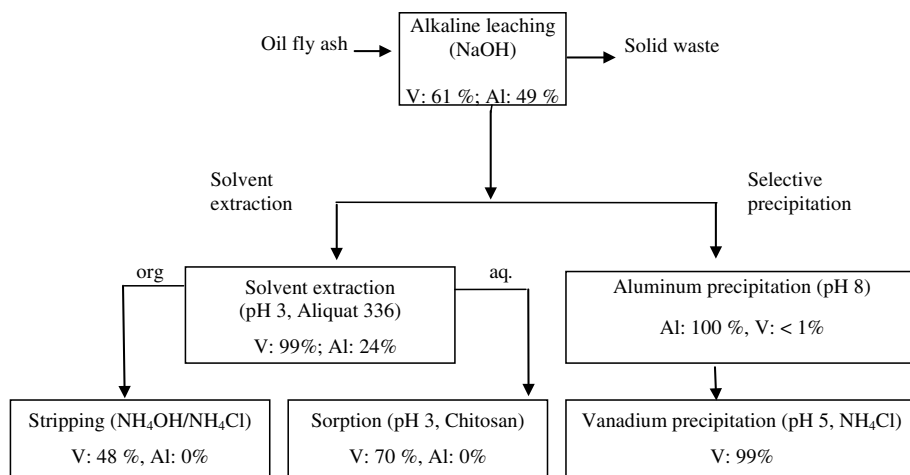 Oil fly ash
Alkaline leaching
(NaOH)
V: 61 %; Al: 49 %
Solid waste
Solvent
extraction
Selective
precipitation
org
Solvent extraction
(pH 3, Aliquat 336)
V: 99%; Al: 24%
aq.
Aluminum precipitation (pH 8)
Al: 100 %, V: < 1%
Stripping (NH₄OH/NH₄Cl)
V: 48 %, Al: 0%
Sorption (pH 3, Chitosan)
V: 70 %, Al: 0%
Vanadium precipitation (pH 5, NH₄Cl)
V: 99%